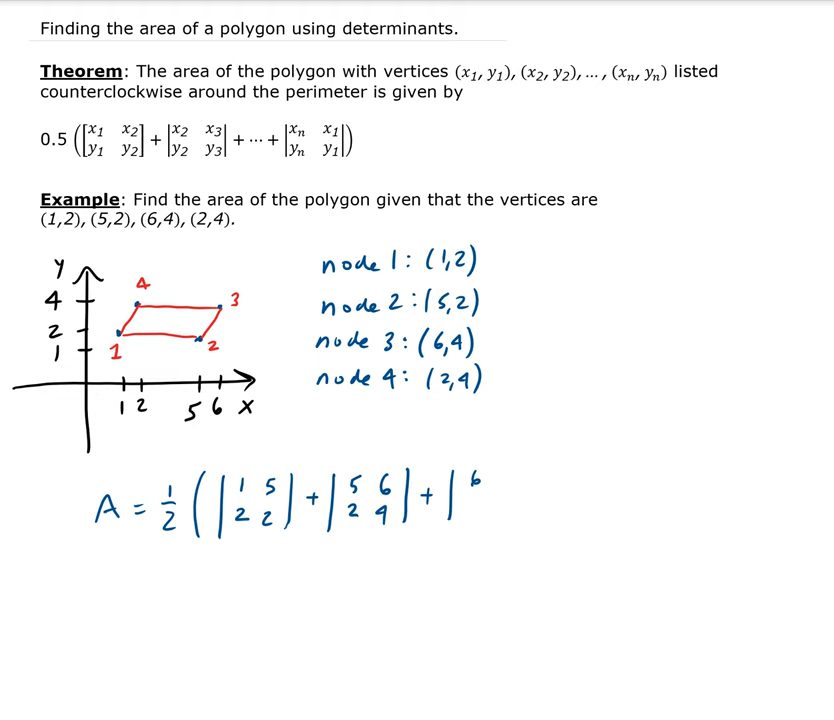 Finding the area of a polygon using determinants.
Theorem: The area of the polygon with vertices (x₁, y₁), (x₂, y₂), ... , (xₙ, yₙ) listed
counterclockwise around the perimeter is given by
0.5 ([x₁ x₂; y₁ y₂] + |x₂ x₃; y₂ y₃| + ⋯ + |xₙ x₁; yₙ y₁|)
Example: Find the area of the polygon given that the vertices are
(1,2), (5,2), (6,4), (2,4).
y
4
2
1
4
3
1
2
1 2 5 6 x
node 1: (1,2)
node 2: (5,2)
node 3: (6,4)
node 4: (2,4)
A = 1/2 ( |1 5; 2 2| + |5 6; 2 4| + | 6